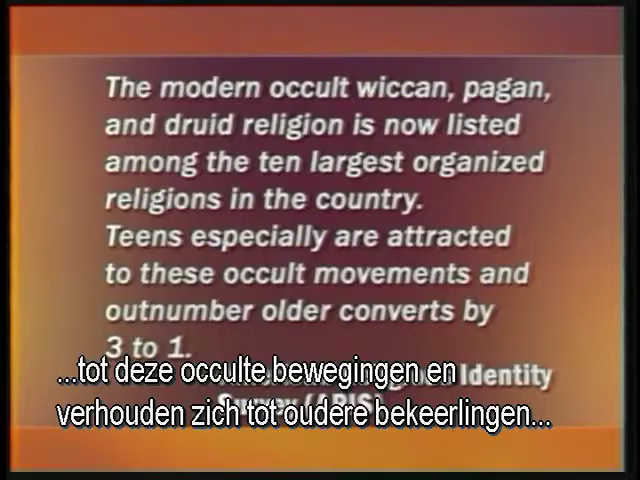 The modern occult wiccan, pagan,
and druid religion is now listed
among the ten largest organized
religions in the country.
Teens especially are attracted
to these occult movements and
outnumber older converts by
3 to 1.
Identity
Survey (ARIS)
...tot deze occulte bewegingen en
verhouden zich tot oudere bekeerlingen...